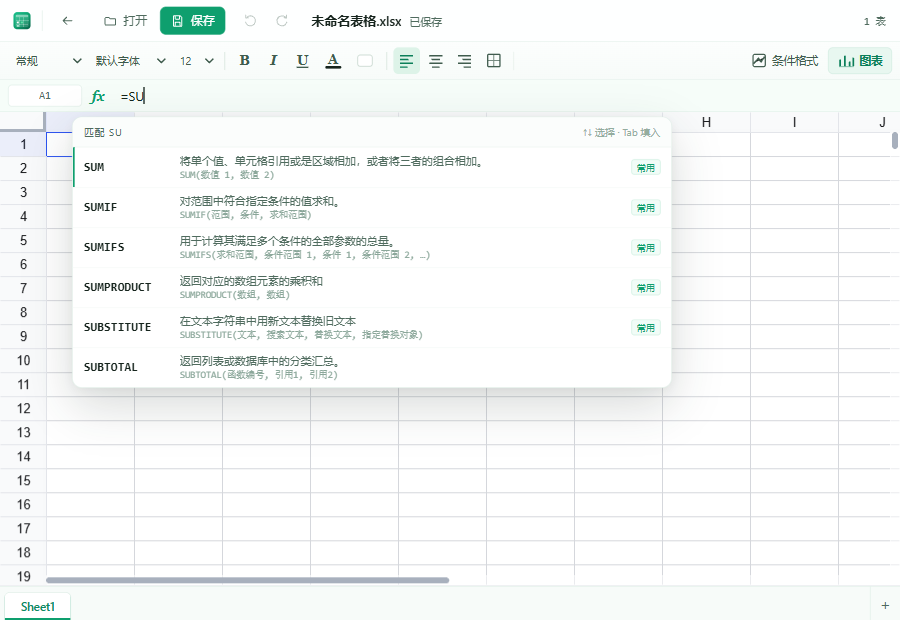 打开 保存 未命名表格.xlsx 已保存 1 表
常规 默认字体 12 B I U A 条件格式 图表
A1 fx =SU
匹配 SU ↑↓ 选择 · Tab 填入
H I J
SUM 将单个值、单元格引用或是区域相加，或者将三者的组合相加。 常用
SUM(数值 1, 数值 2)
SUMIF 对范围中符合指定条件的值求和。 常用
SUMIF(范围, 条件, 求和范围)
SUMIFS 用于计算其满足多个条件的全部参数的总量。 常用
SUMIFS(求和范围, 条件范围 1, 条件 1, 条件范围 2, …)
SUMPRODUCT 返回对应的数组元素的乘积和 常用
SUMPRODUCT(数组, 数组)
SUBSTITUTE 在文本字符串中用新文本替换旧文本 常用
SUBSTITUTE(文本, 搜索文本, 替换文本, 指定替换对象)
SUBTOTAL 返回列表或数据库中的分类汇总。
SUBTOTAL(函数编号, 引用1, 引用2)
1
2
3
4
5
6
7
8
9
10
11
12
13
14
15
16
17
18
19
Sheet1 +